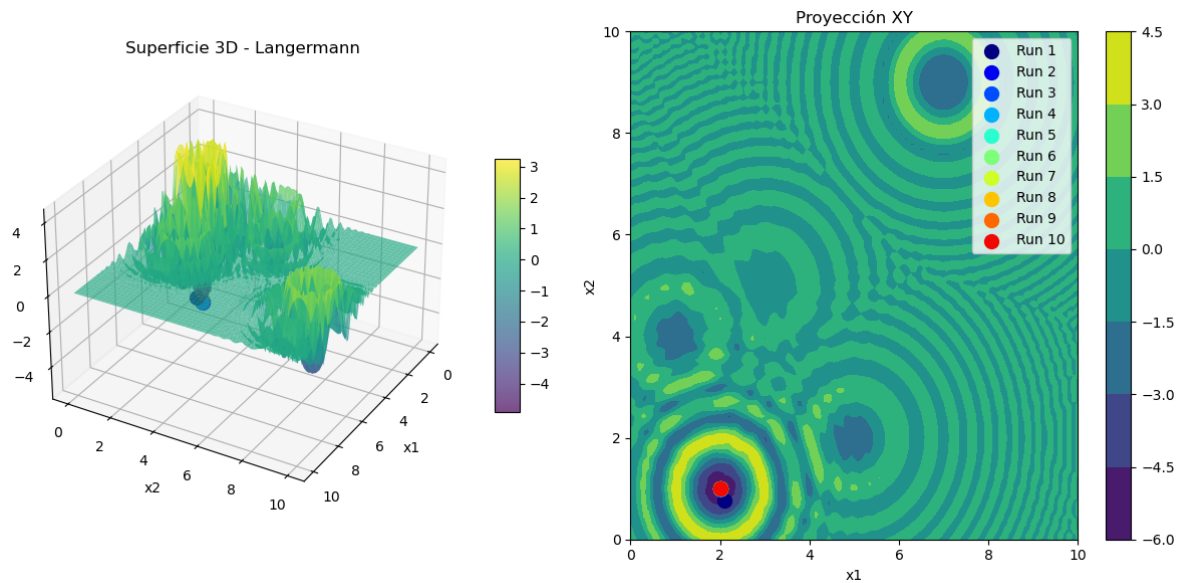 Superficie 3D - Langermann
4
2
0
−2
−4
0
2
4
6
8
10
x2
0
2
4
6
8
10
x1
3
2
1
0
−1
−2
−3
−4
Proyección XY
10
8
6
4
2
0
x2
0
2
4
6
8
10
x1
Run 1
Run 2
Run 3
Run 4
Run 5
Run 6
Run 7
Run 8
Run 9
Run 10
4.5
3.0
1.5
0.0
−1.5
−3.0
−4.5
−6.0